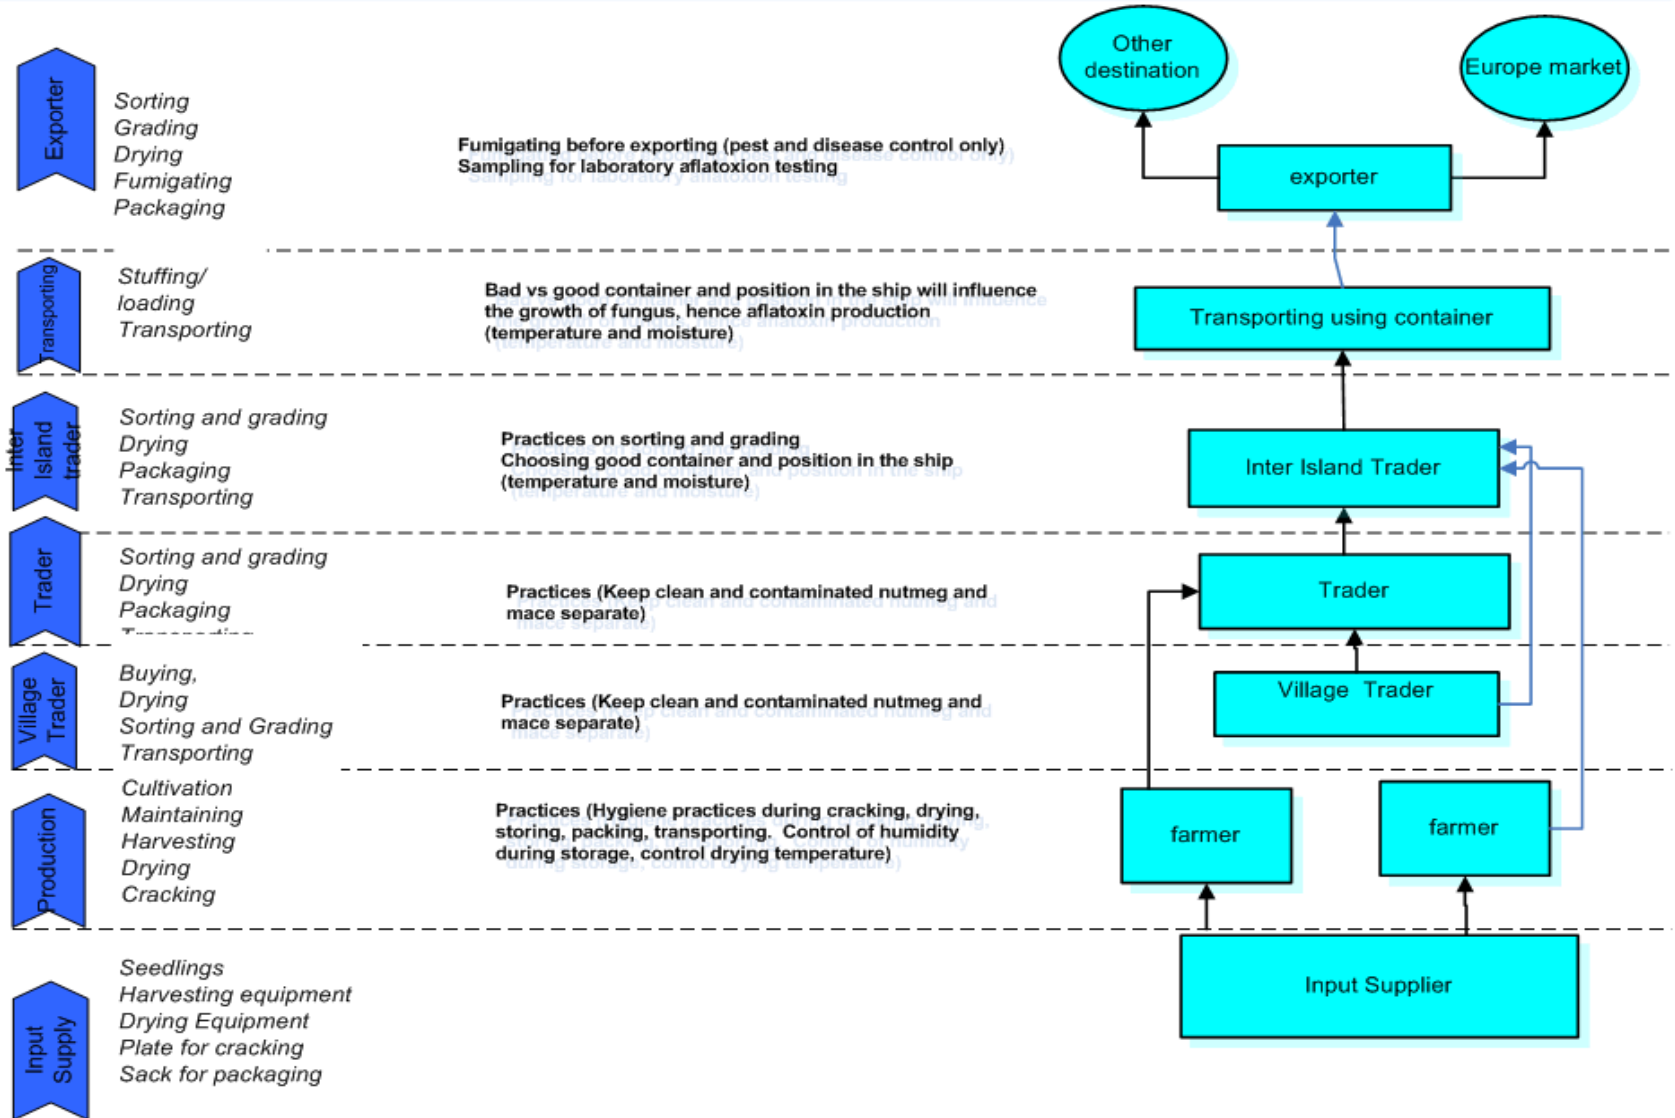 Exporter
Sorting
Grading
Drying
Fumigating
Packaging
Fumigating before exporting (pest and disease control only)
Sampling for laboratory aflatoxion testing
Other
destination
Europe market
exporter
Transporting
Stuffing/
loading
Transporting
Bad vs good container and position in the ship will influence
the growth of fungus, hence aflatoxin production
(temperature and moisture)
Transporting using container
Inter
Island
trader
Sorting and grading
Drying
Packaging
Transporting
Practices on sorting and grading
Choosing good container and position in the ship
(temperature and moisture)
Inter Island Trader
Trader
Sorting and grading
Drying
Packaging
Transporting
Practices (Keep clean and contaminated nutmeg and
mace separate)
Trader
Village
Trader
Buying,
Drying
Sorting and Grading
Transporting
Practices (Keep clean and contaminated nutmeg and
mace separate)
Village Trader
Production
Cultivation
Maintaining
Harvesting
Drying
Cracking
Practices (Hygiene practices during cracking, drying,
storing, packing, transporting. Control of humidity
during storage, control drying temperature)
farmer
farmer
Input
Supply
Seedlings
Harvesting equipment
Drying Equipment
Plate for cracking
Sack for packaging
Input Supplier